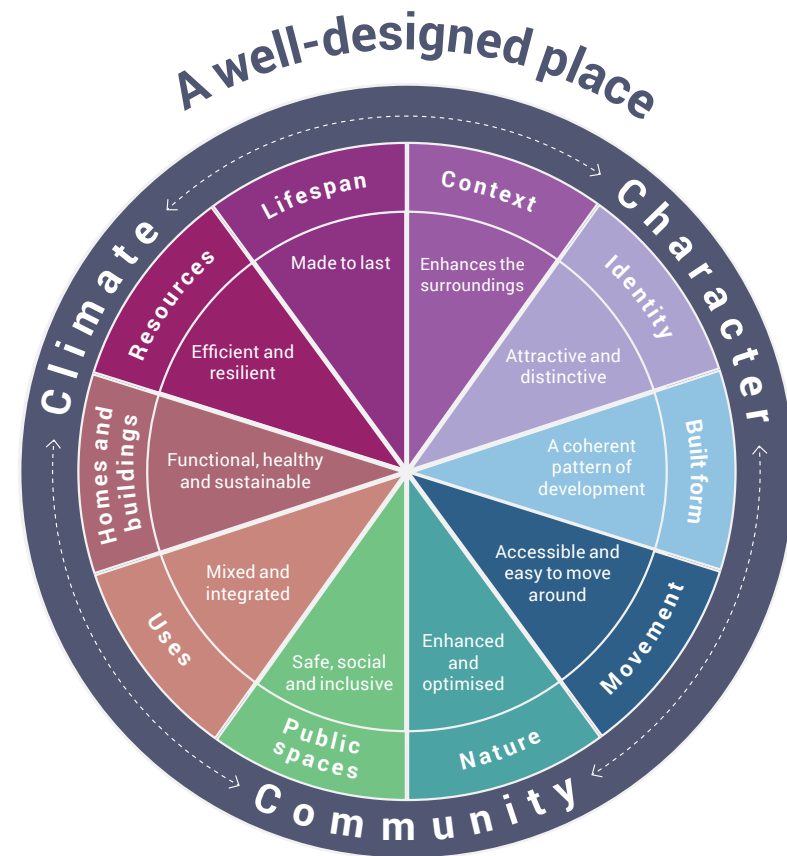 A well-designed place
Climate
Character
Community
Context
Enhances the
surroundings
Identity
Attractive and
distinctive
Built form
A coherent
pattern of
development
Movement
Accessible and
easy to move
around
Nature
Enhanced
and
optimised
Public
spaces
Safe, social
and inclusive
Uses
Mixed and
integrated
Homes and
buildings
Functional, healthy
and sustainable
Resources
Efficient and
resilient
Lifespan
Made to last